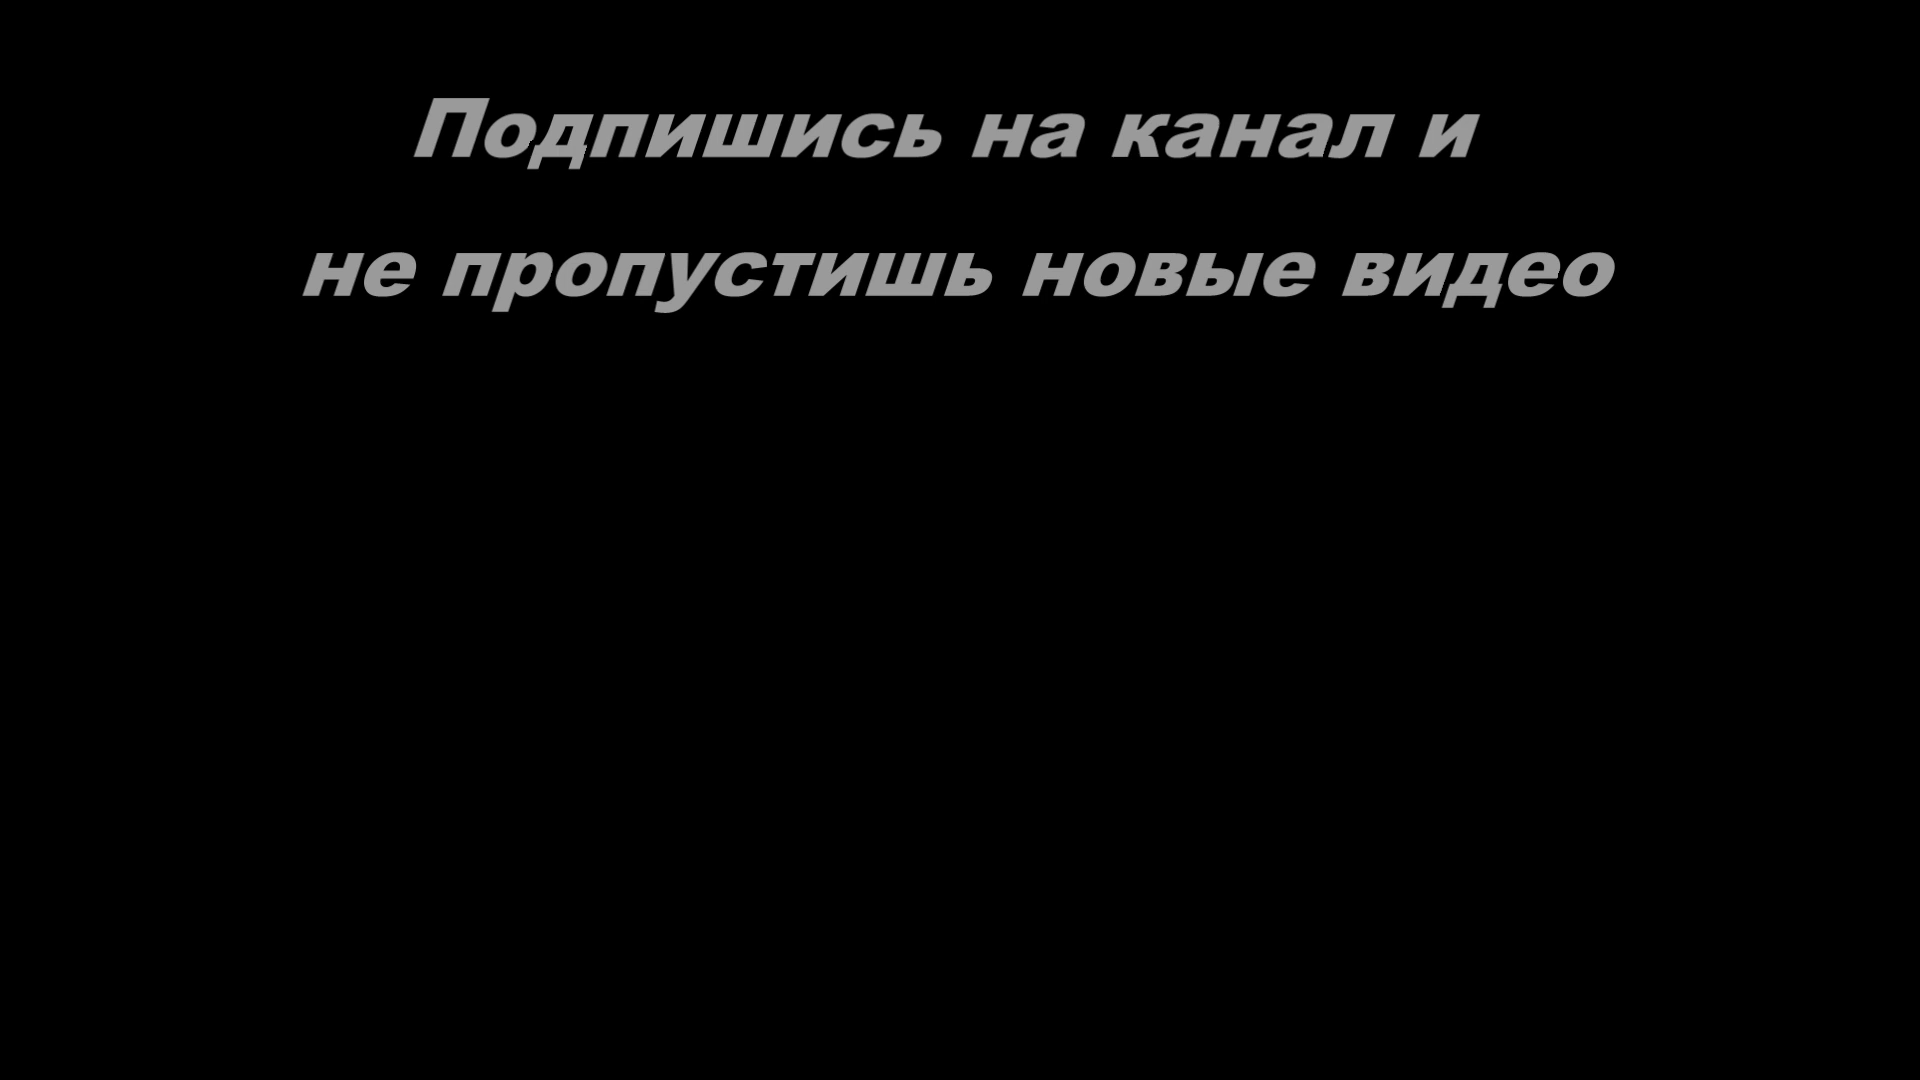 Подпишись на канал и
не пропустишь новые видео